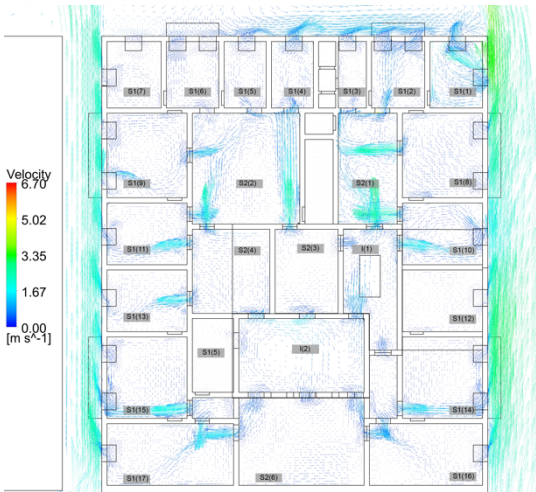 S1(7)
S1(6)
S1(5)
S1(4)
S1(3)
S1(2)
S1(1)
Velocity
6.70
5.02
3.35
1.67
0.00
[m s^-1]
S1(9)
S2(2)
S2(1)
S1(8)
S1(11)
S2(4)
S2(3)
I(1)
S1(10)
S1(13)
S1(12)
S1(5)
I(2)
S1(15)
S1(14)
S1(17)
S2(6)
S1(16)